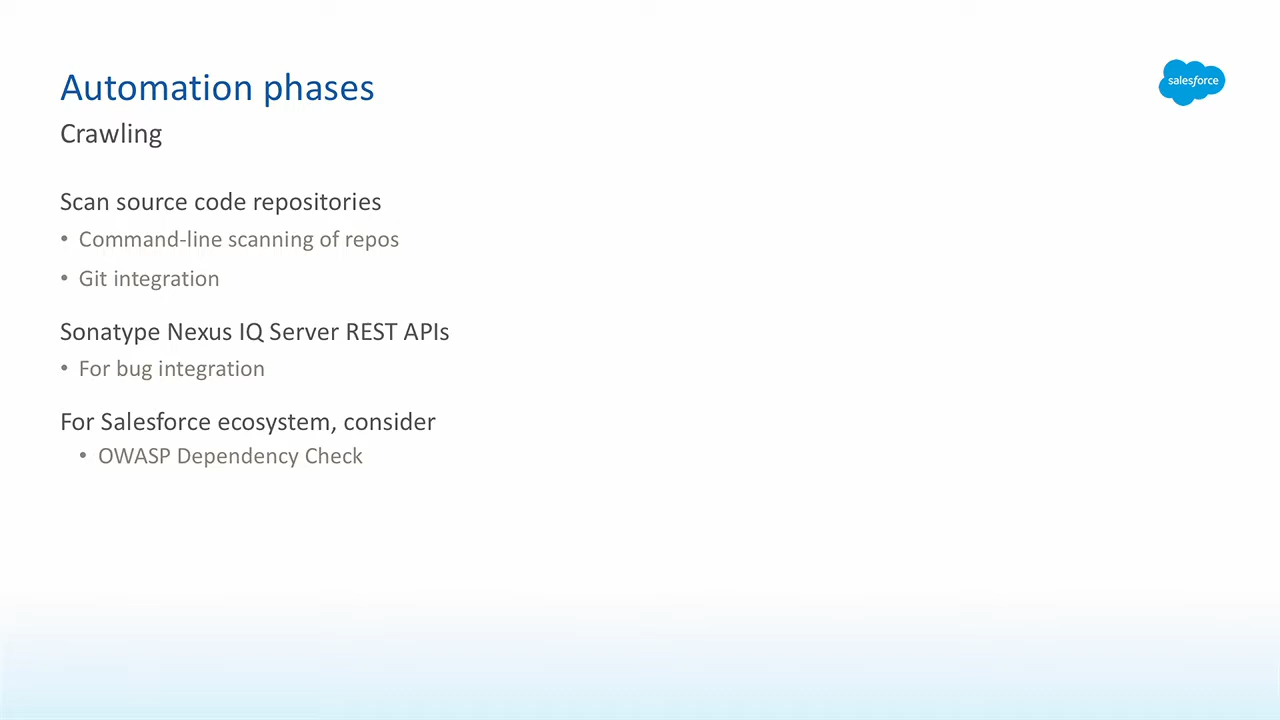 Automation phases
salesforce
Crawling
Scan source code repositories
• Command-line scanning of repos
• Git integration
Sonatype Nexus IQ Server REST APIs
• For bug integration
For Salesforce ecosystem, consider
• OWASP Dependency Check